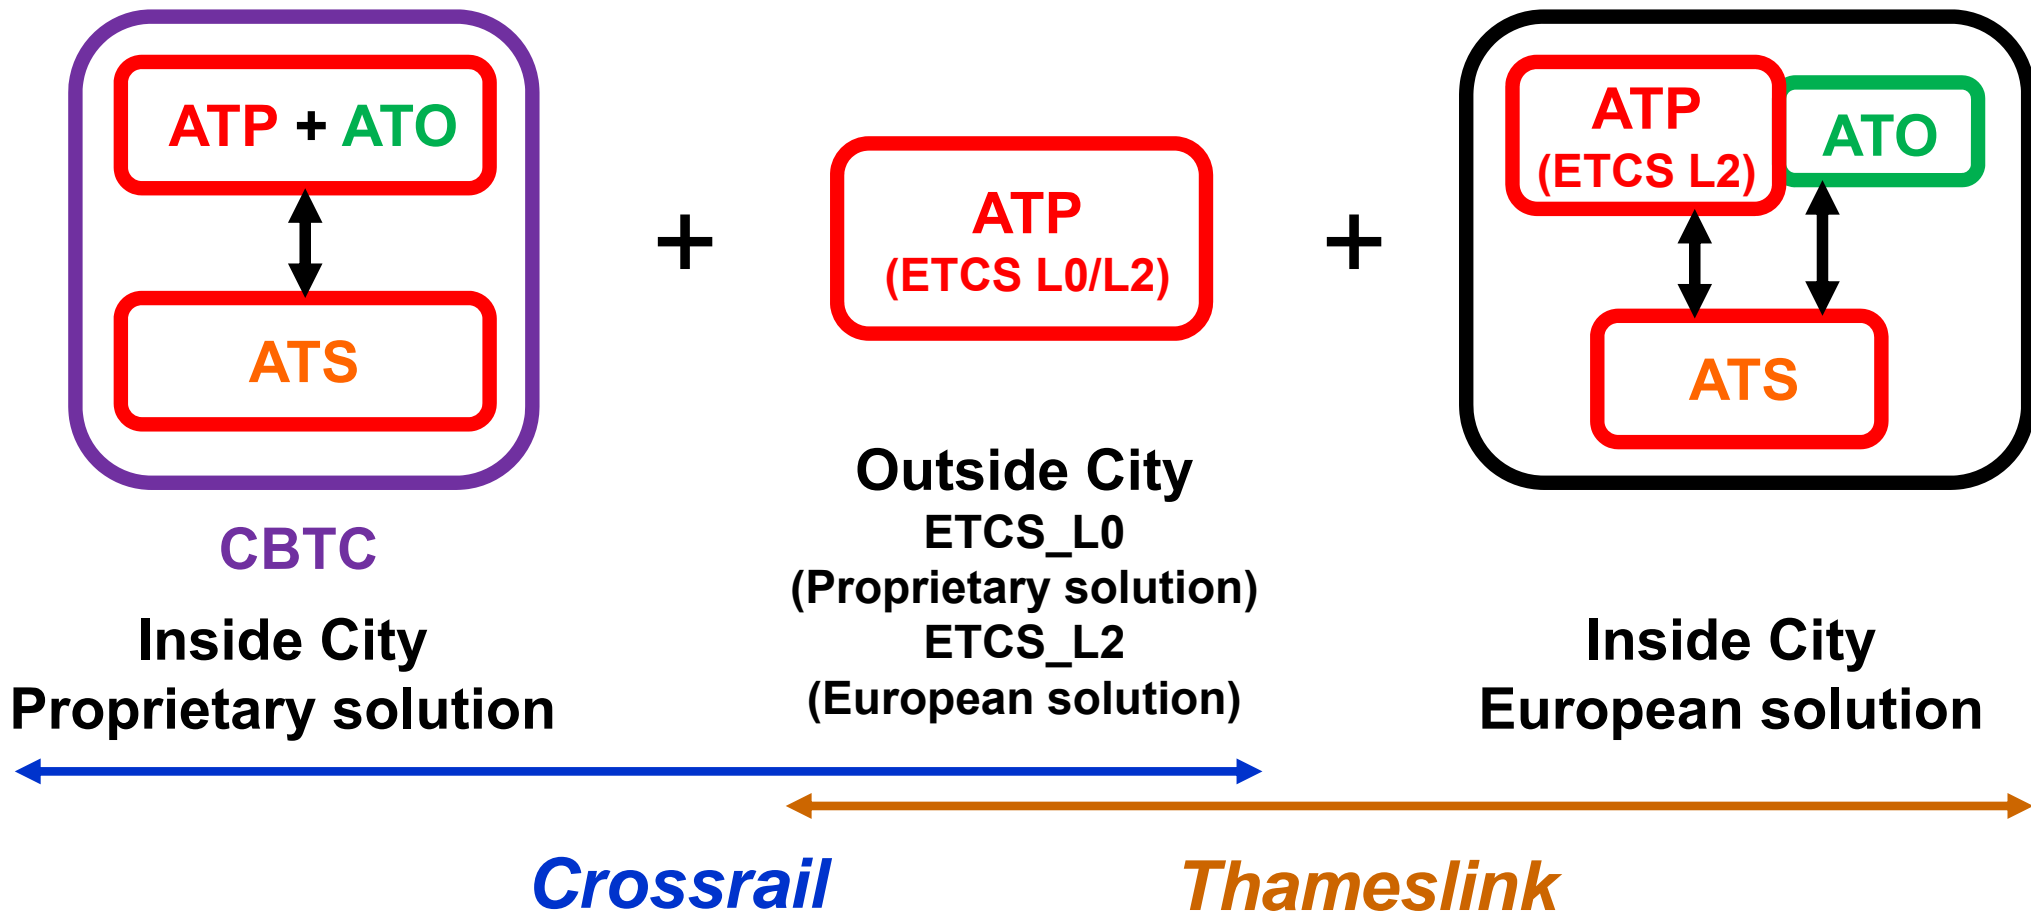 ATP + ATO
ATS
CBTC
Inside City
Proprietary solution
+
ATP
(ETCS L0/L2)
Outside City
ETCS_L0
(Proprietary solution)
ETCS_L2
(European solution)
+
ATP
(ETCS L2)
ATO
ATS
Inside City
European solution
Crossrail
Thameslink